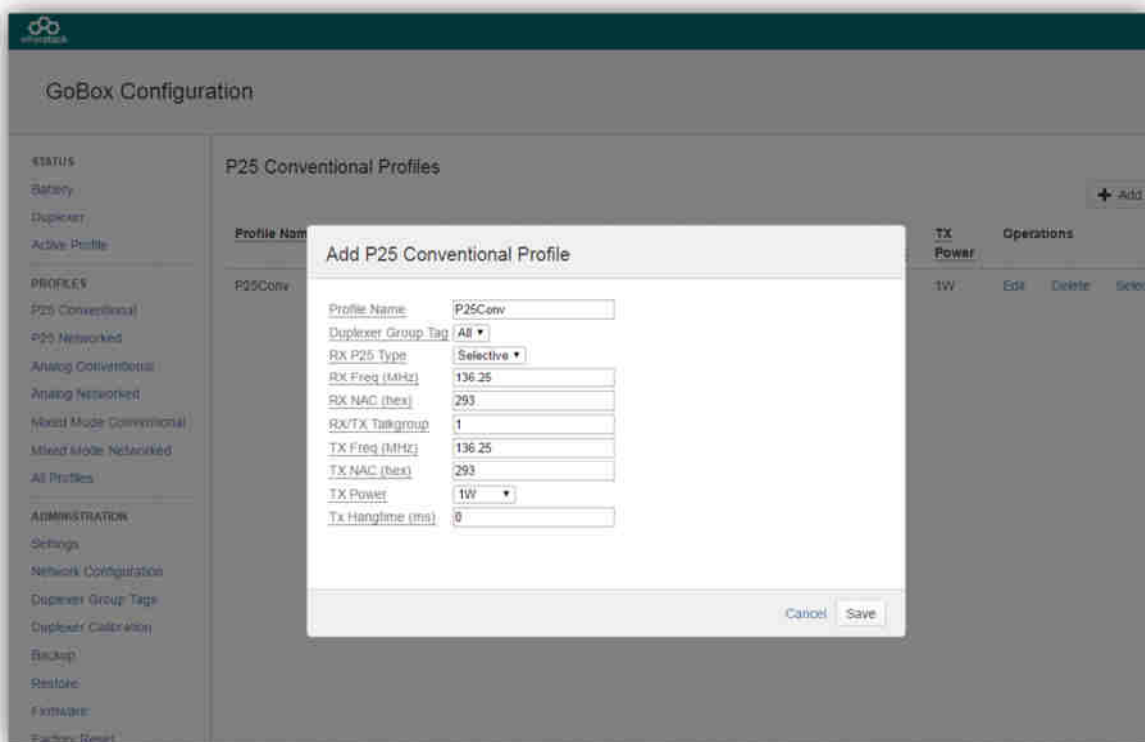 etherstack
GoBox Configuration
STATUS
Battery
Duplexer
Active Profile
PROFILES
P25 Conventional
P25 Networked
Analog Conventional
Analog Networked
Mixed Mode Conventional
Mixed Mode Networked
All Profiles
ADMINISTRATION
Settings
Network Configuration
Duplexer Group Tags
Duplexer Calibration
Backup
Restore
Firmware
Factory Reset
P25 Conventional Profiles
+ Add
Profile Nam
TX Power
Operations
P25Conv
1W
Edit
Delete
Selec
Add P25 Conventional Profile
Profile Name P25Conv
Duplexer Group Tag All
RX P25 Type Selective
RX Freq (MHz) 136.25
RX NAC (hex) 293
RX/TX Talkgroup 1
TX Freq (MHz) 136.25
TX NAC (hex) 293
TX Power 1W
Tx Hangtime (ms) 0
Cancel
Save